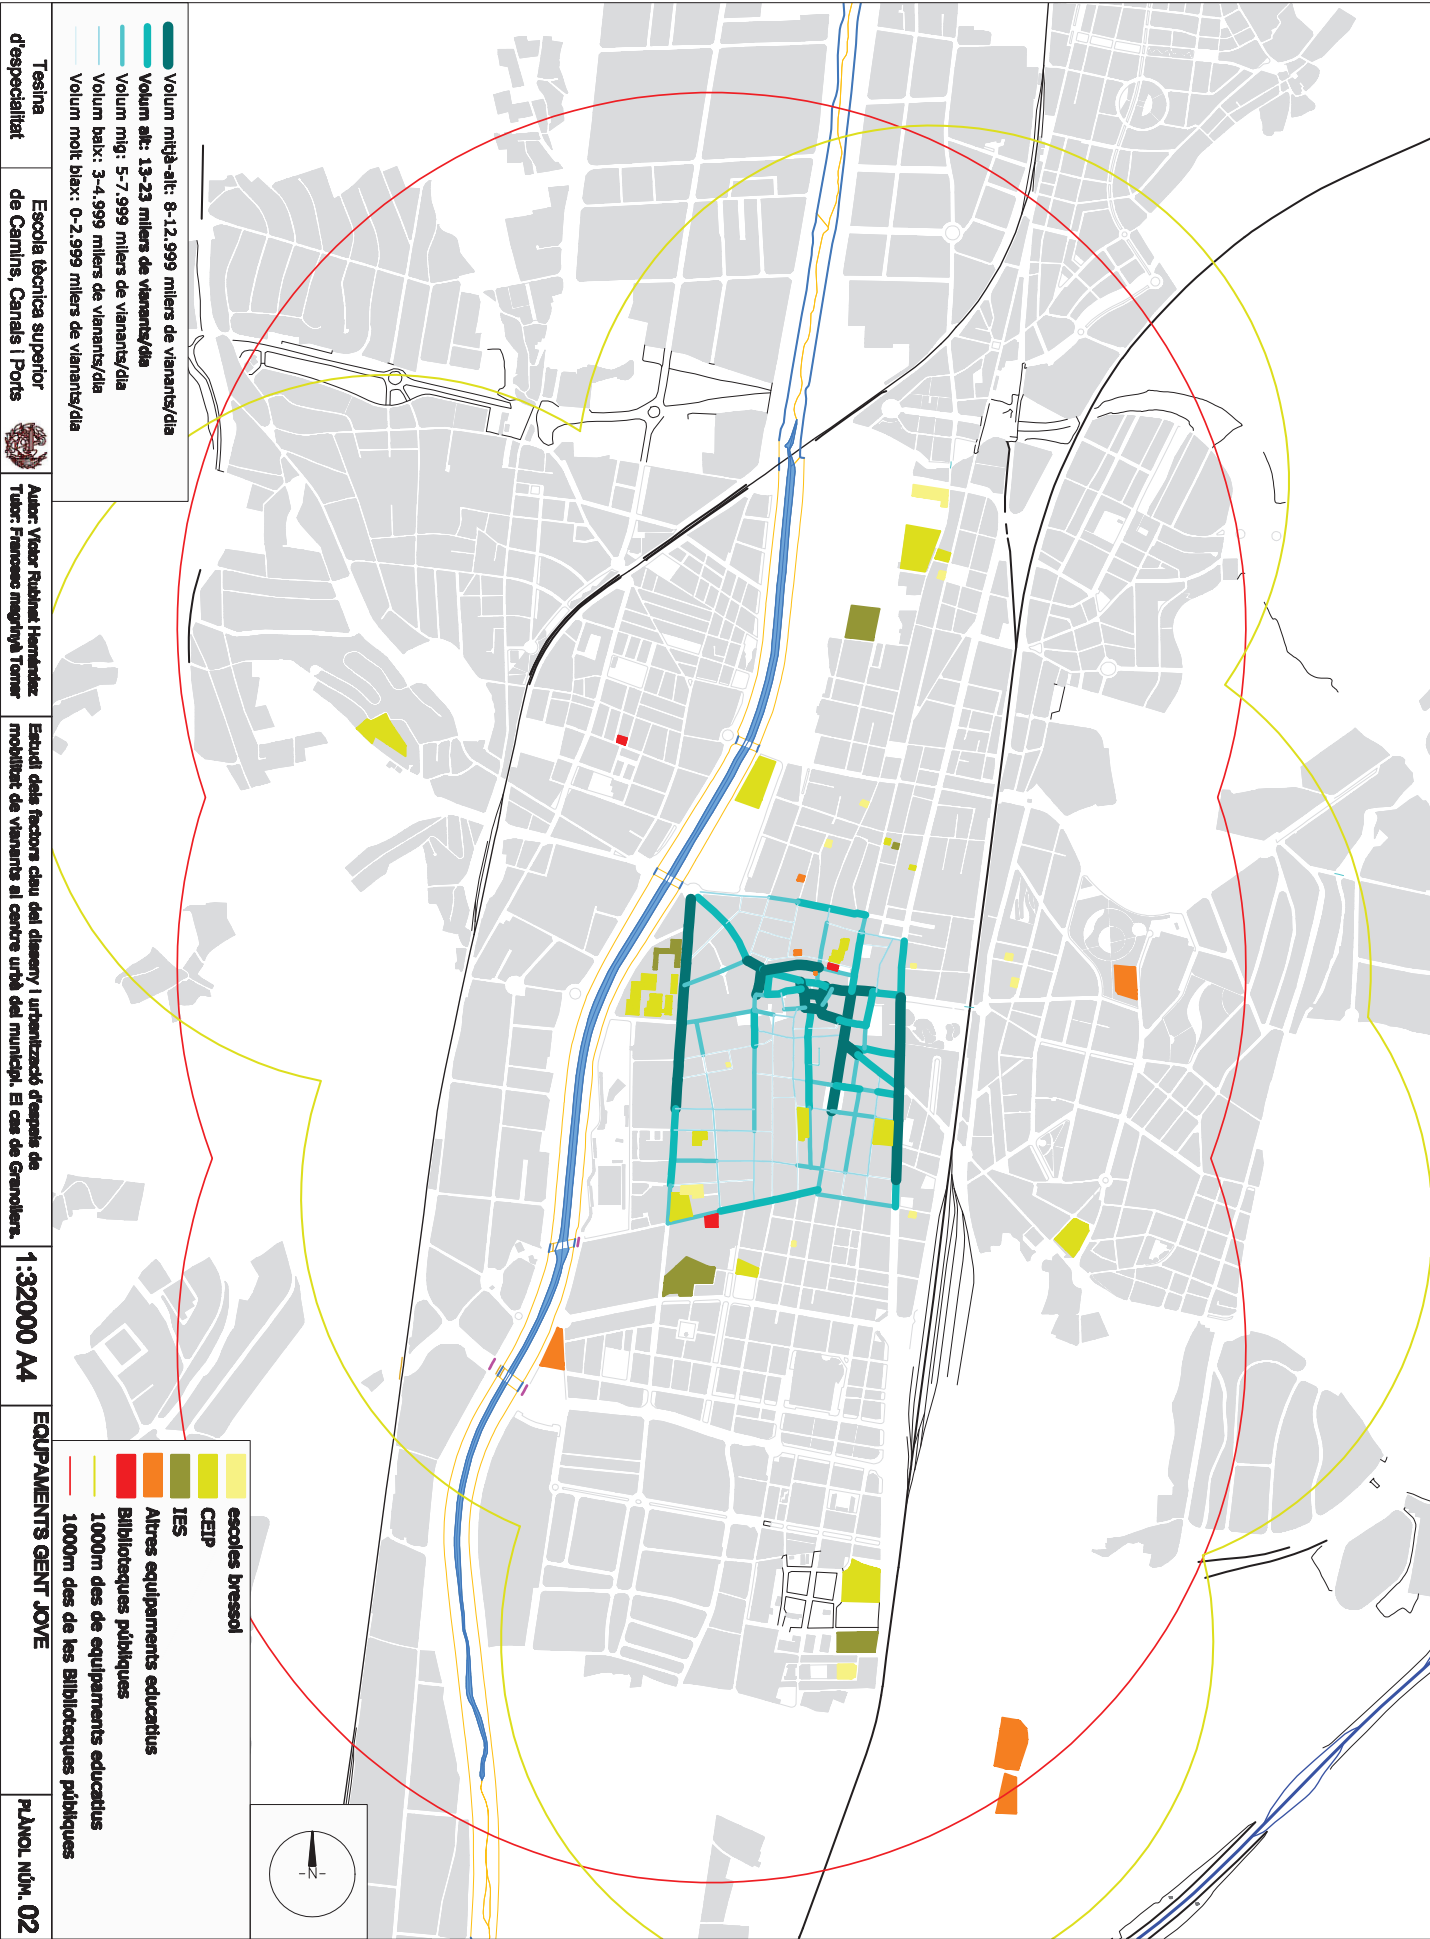 Volum mitjà-alt: 8-12.999 milers de vianants/dia
Volum alt: 13-23 milers de vianants/dia
Volum mig: 5-7.999 milers de vianants/dia
Volum baix: 3-4.999 milers de vianants/dia
Volum molt biax: 0-2.999 milers de vianants/dia
escoles bressol
CEIP
IES
Altres equipaments educatius
Biblioteques públiques
1000m des de equipaments educatius
1000m des de les Biblioteques públiques
N
Tesina
d'especialitat
Escola tècnica superior
de Camins, Canals i Ports
Autor: Víctor Rubinat Hernández
Tutor: Francesc magrinyà Torner
Estudi dels factors clau del disseny i urbanització d'espais de
mobilitat de vianants al centre urbà del municipi. El cas de Granollers.
1:32000 A4
EQUPAMENTS GENT JOVE
PLÀNOL NÚM. 02